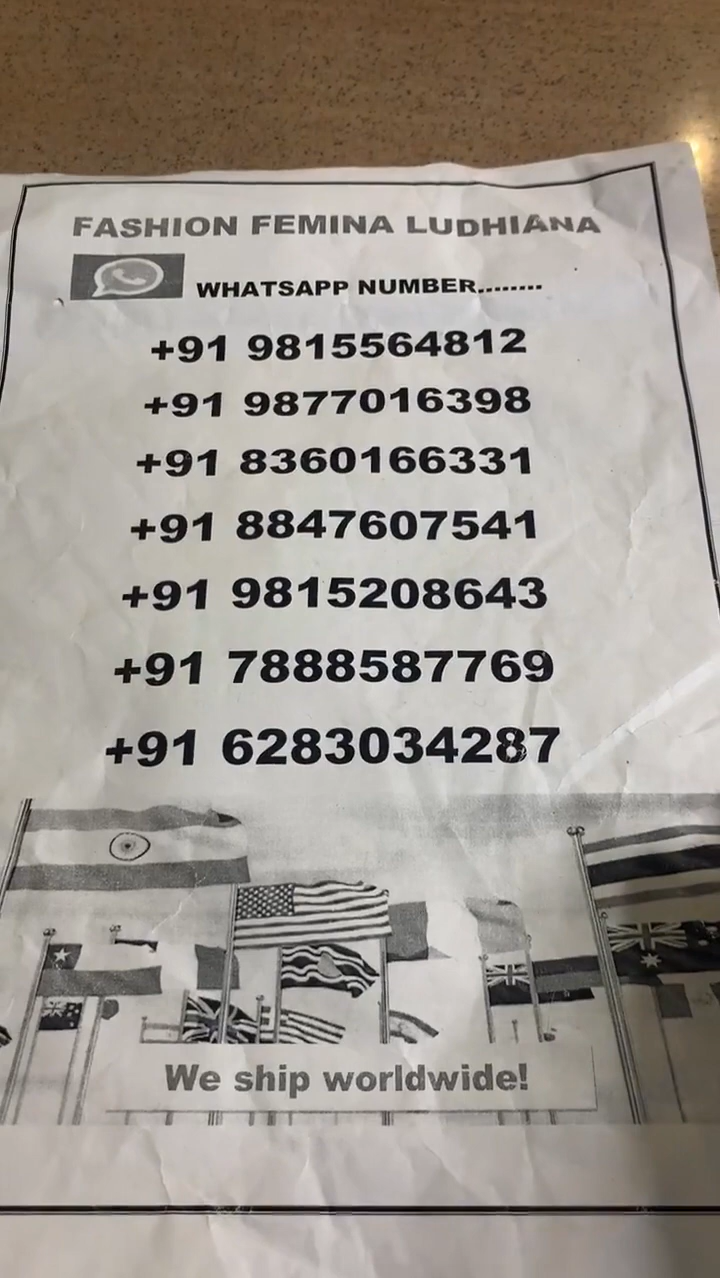 FASHION FEMINA LUDHIANA
WHATSAPP NUMBER........
+91 9815564812
+91 9877016398
+91 8360166331
+91 8847607541
+91 9815208643
+91 7888587769
+91 6283034287
We ship worldwide!